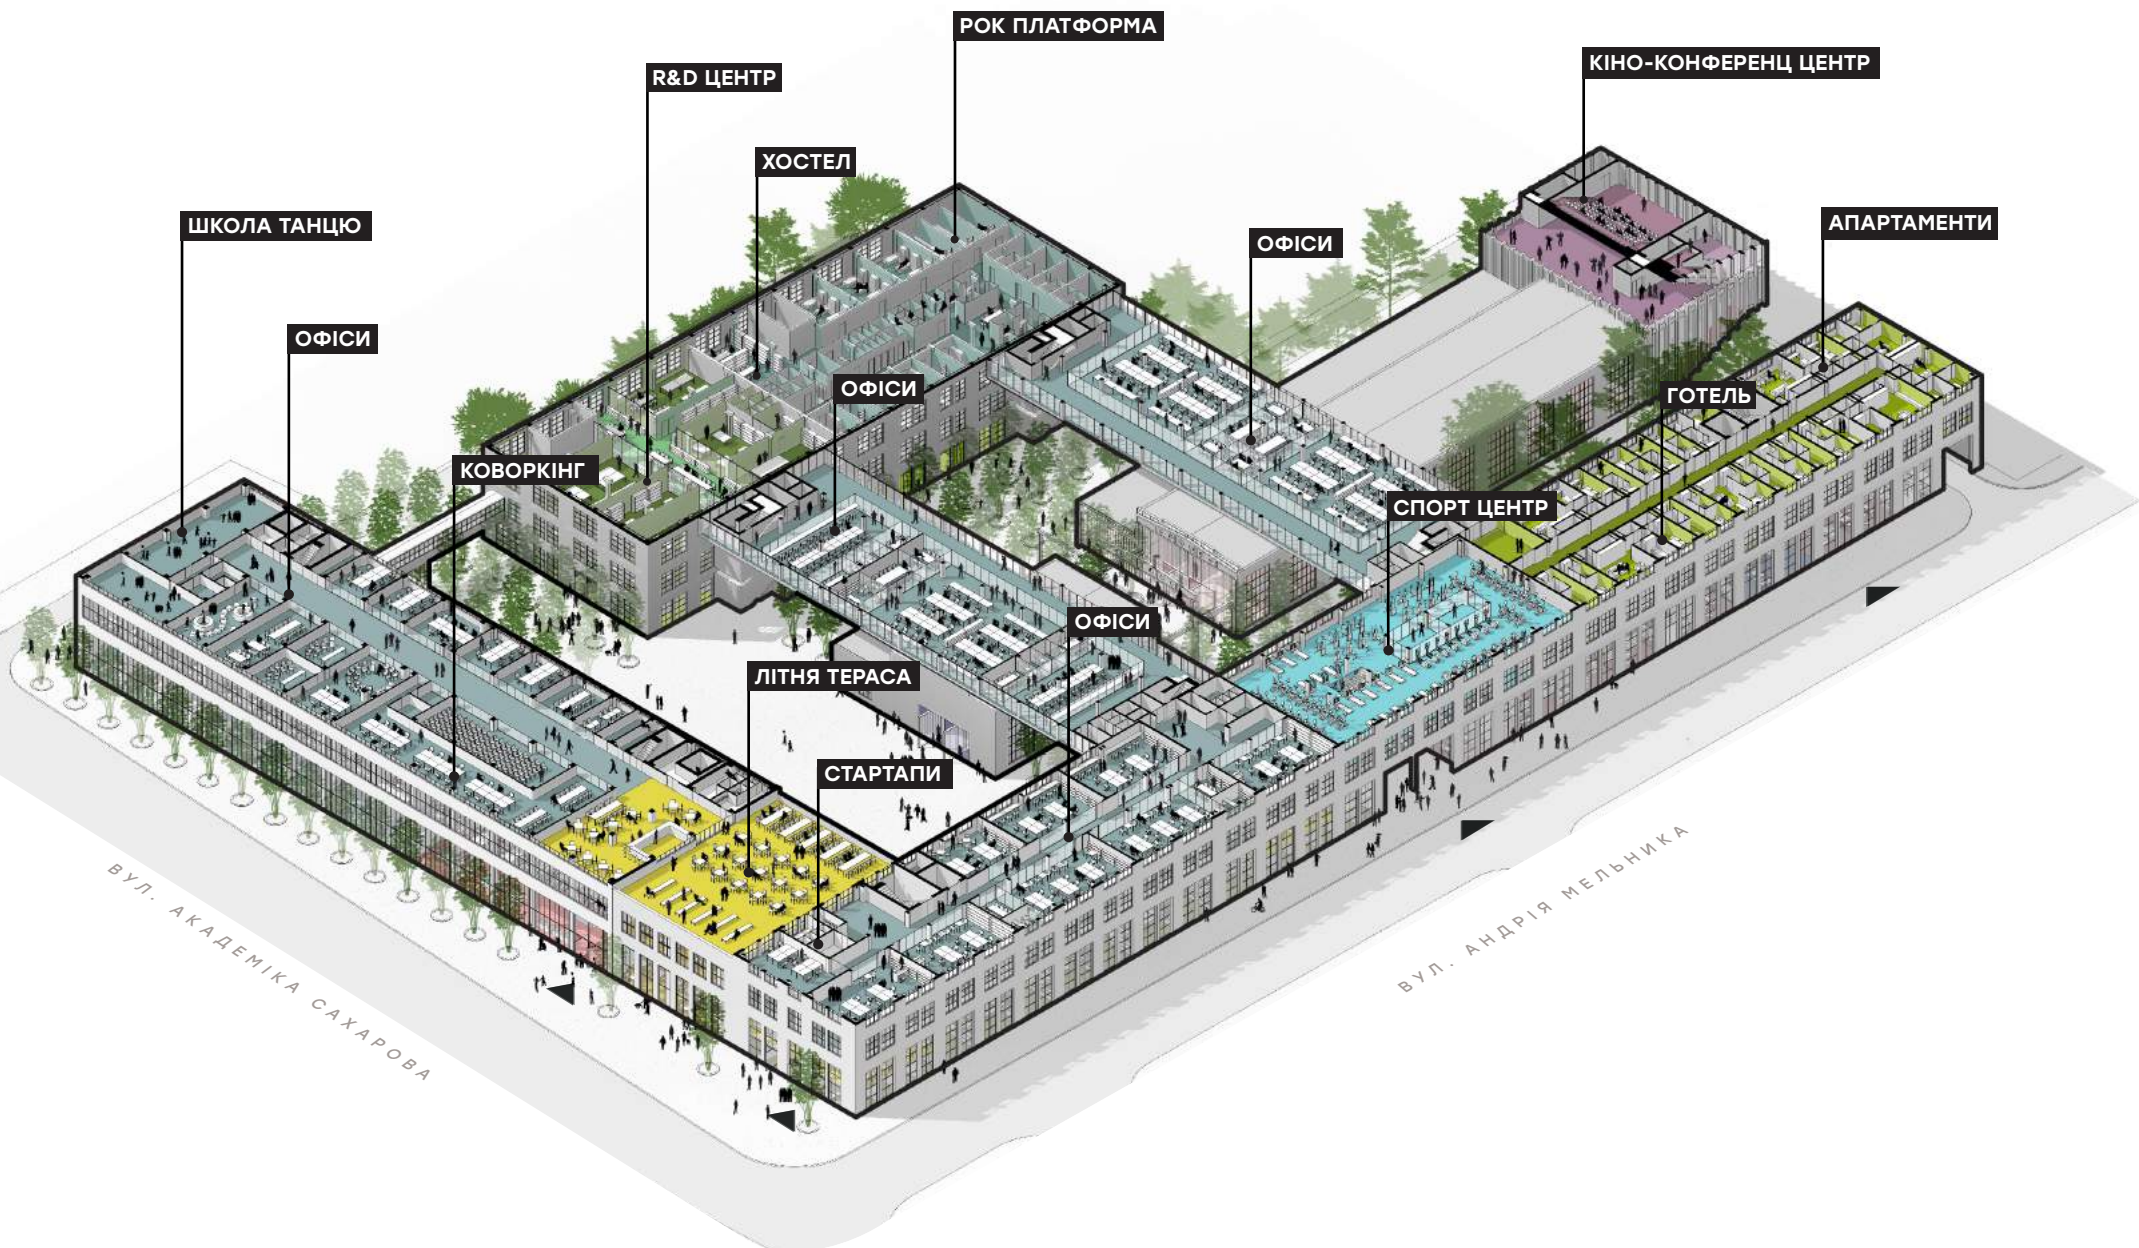 РОК ПЛАТФОРМА
КІНО-КОНФЕРЕНЦ ЦЕНТР
R&D ЦЕНТР
ХОСТЕЛ
ШКОЛА ТАНЦЮ
АПАРТАМЕНТИ
ОФІСИ
ОФІСИ
ОФІСИ
ГОТЕЛЬ
КОВОРКІНГ
СПОРТ ЦЕНТР
ОФІСИ
ЛІТНЯ ТЕРАСА
СТАРТАПИ
ВУЛ. АКАДЕМІКА САХАРОВА
ВУЛ. АНДРІЯ МЕЛЬНИКА